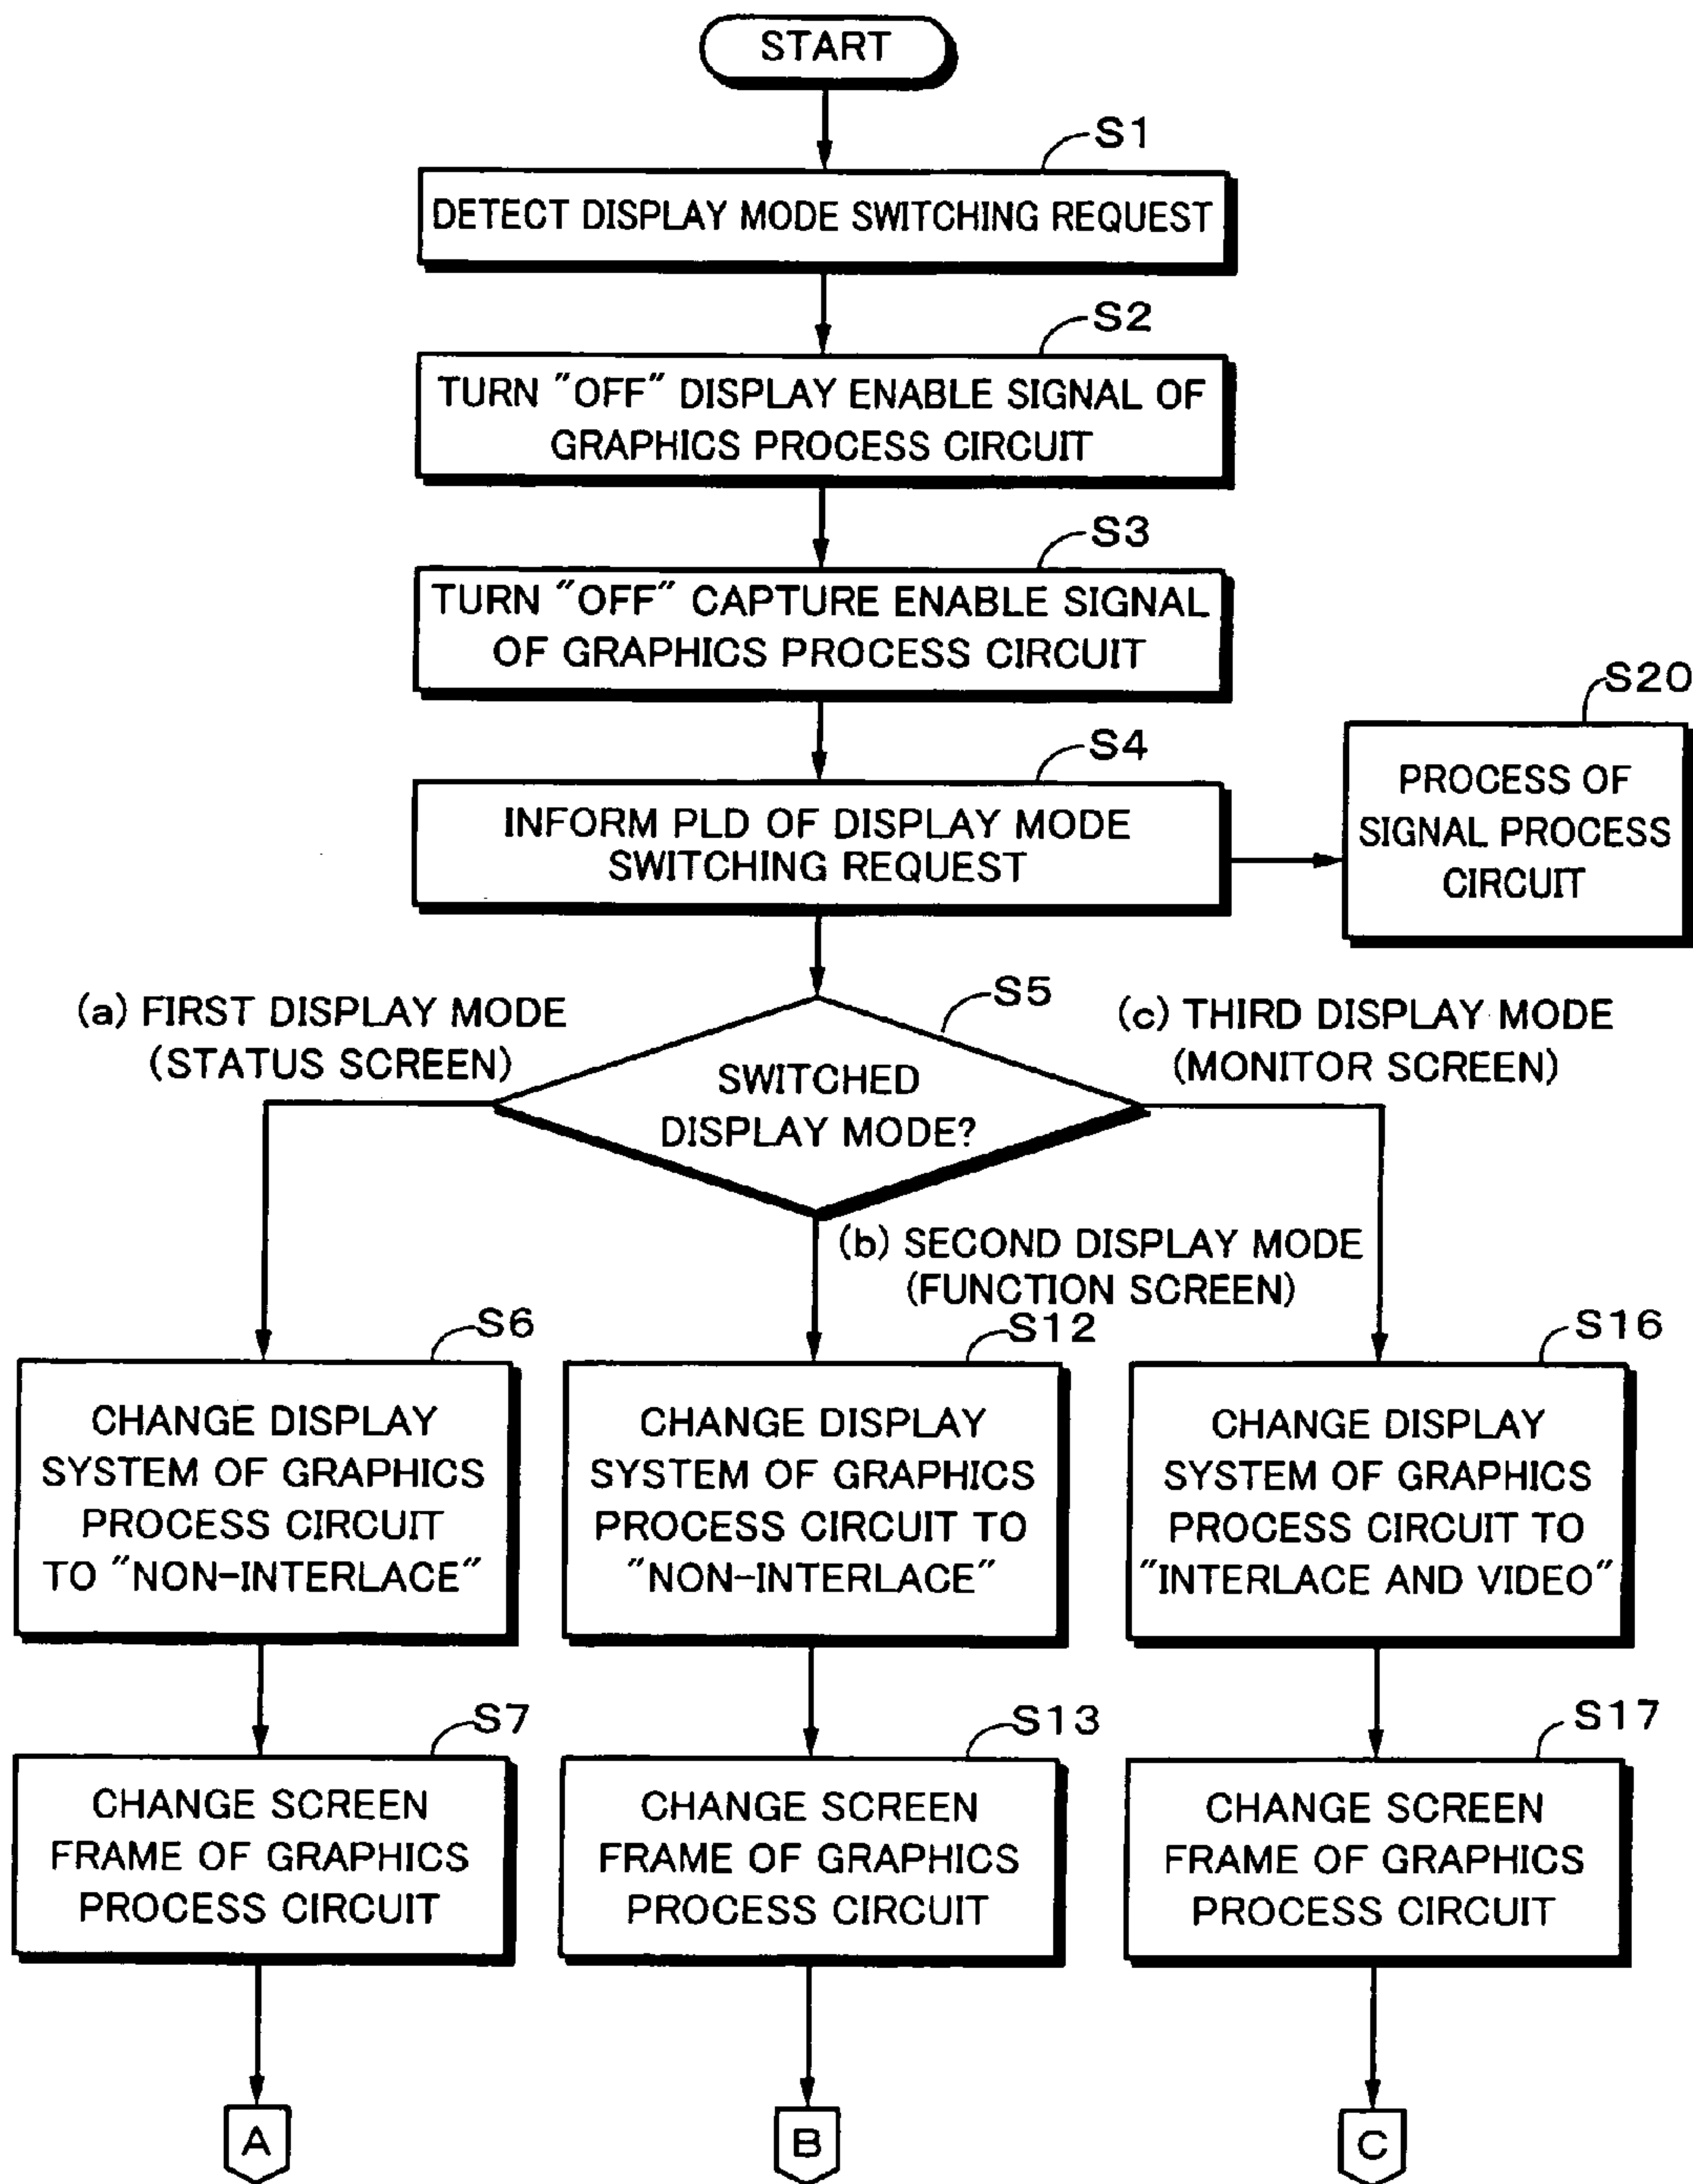 START
S1
DETECT DISPLAY MODE SWITCHING REQUEST
S2
TURN "OFF" DISPLAY ENABLE SIGNAL OF
GRAPHICS PROCESS CIRCUIT
S3
TURN "OFF" CAPTURE ENABLE SIGNAL
OF GRAPHICS PROCESS CIRCUIT
S4
INFORM PLD OF DISPLAY MODE
SWITCHING REQUEST
S20
PROCESS OF
SIGNAL PROCESS
CIRCUIT
S5
SWITCHED
DISPLAY MODE?
(a) FIRST DISPLAY MODE
(STATUS SCREEN)
(c) THIRD DISPLAY MODE
(MONITOR SCREEN)
(b) SECOND DISPLAY MODE
(FUNCTION SCREEN)
S6
CHANGE DISPLAY
SYSTEM OF GRAPHICS
PROCESS CIRCUIT
TO "NON-INTERLACE"
S12
CHANGE DISPLAY
SYSTEM OF GRAPHICS
PROCESS CIRCUIT TO
"NON-INTERLACE"
S16
CHANGE DISPLAY
SYSTEM OF GRAPHICS
PROCESS CIRCUIT TO
"INTERLACE AND VIDEO"
S7
CHANGE SCREEN
FRAME OF GRAPHICS
PROCESS CIRCUIT
S13
CHANGE SCREEN
FRAME OF GRAPHICS
PROCESS CIRCUIT
S17
CHANGE SCREEN
FRAME OF GRAPHICS
PROCESS CIRCUIT
A
B
C